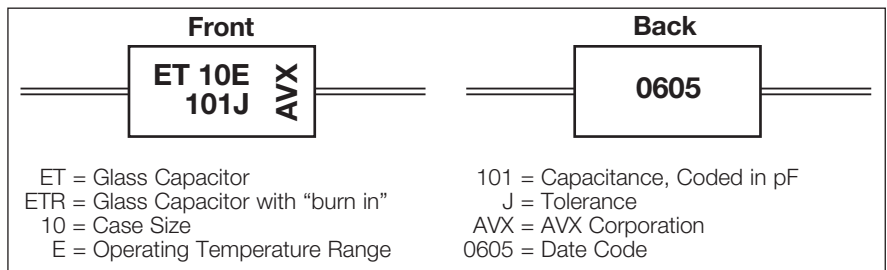 Front
ET 10E
101J
AVX
Back
0605
ET = Glass Capacitor
ETR = Glass Capacitor with “burn in”
10 = Case Size
E = Operating Temperature Range
101 = Capacitance, Coded in pF
J = Tolerance
AVX = AVX Corporation
0605 = Date Code